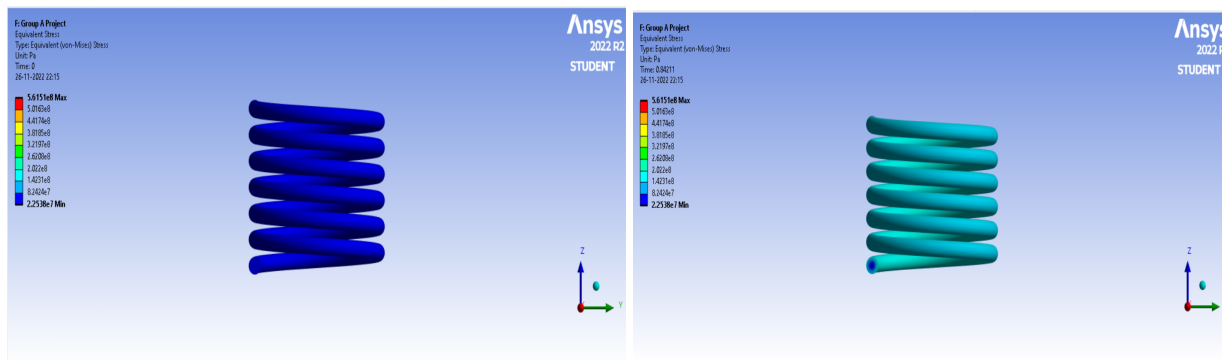 F: Group A Project
Equivalent Stress
Type: Equivalent (von-Mises) Stress
Unit: Pa
Time: 0
26-11-2022 22:15
5.6151e8 Max
5.0163e8
4.4174e8
3.8185e8
3.2197e8
2.6208e8
2.022e8
1.4231e8
8.2424e7
2.2538e7 Min
Ansys
2022 R2
STUDENT
Z
Y
F: Group A Project
Equivalent Stress
Type: Equivalent (von-Mises) Stress
Unit: Pa
Time: 0.84211
26-11-2022 22:15
5.6151e8 Max
5.0163e8
4.4174e8
3.8185e8
3.2197e8
2.6208e8
2.022e8
1.4231e8
8.2424e7
2.2538e7 Min
Ansys
2022 R
STUDENT
Z